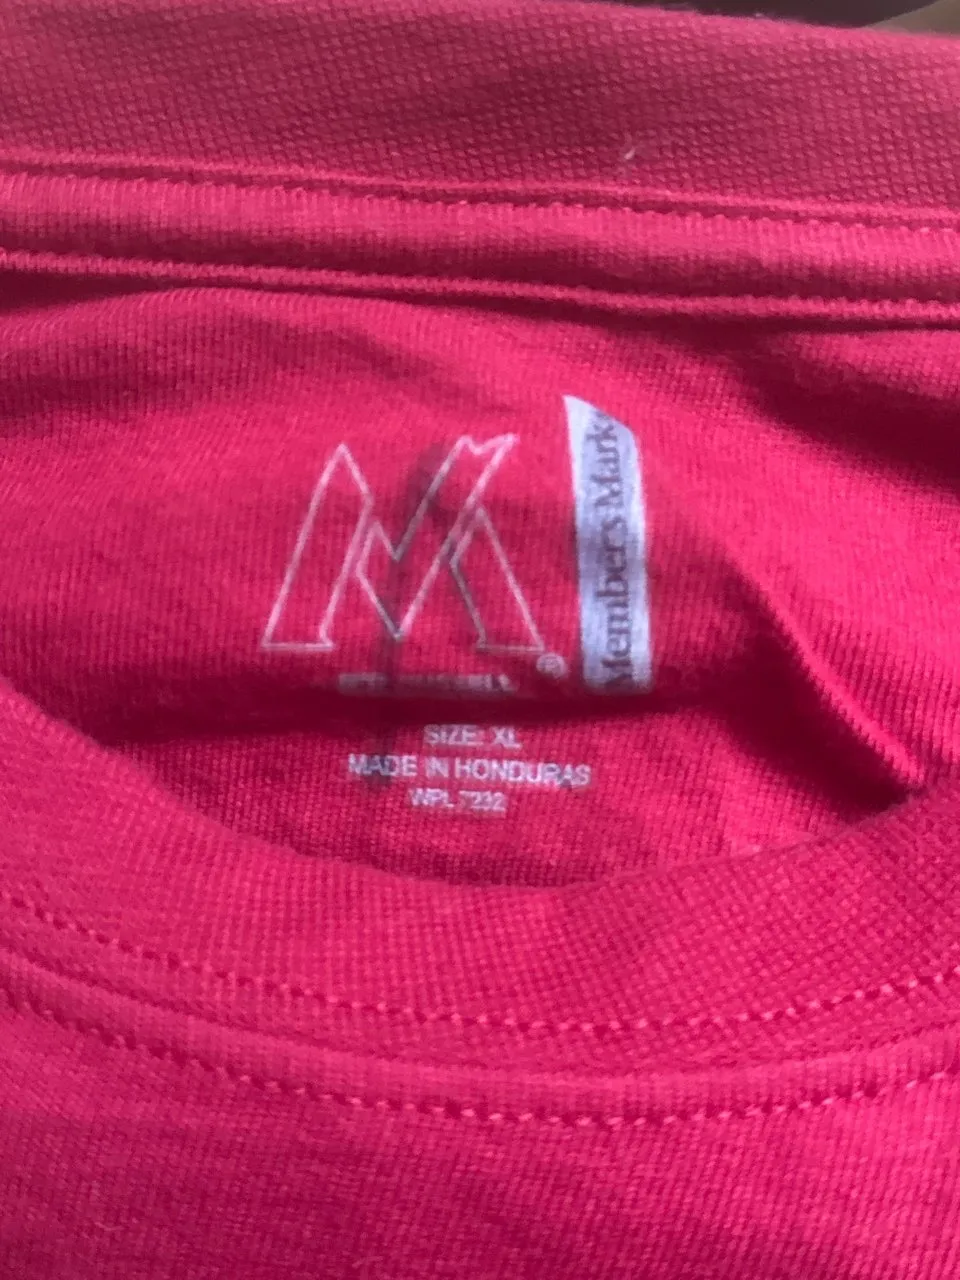 Member's Mark
®
SIZE: XL
MADE IN HONDURAS
WPL 7232